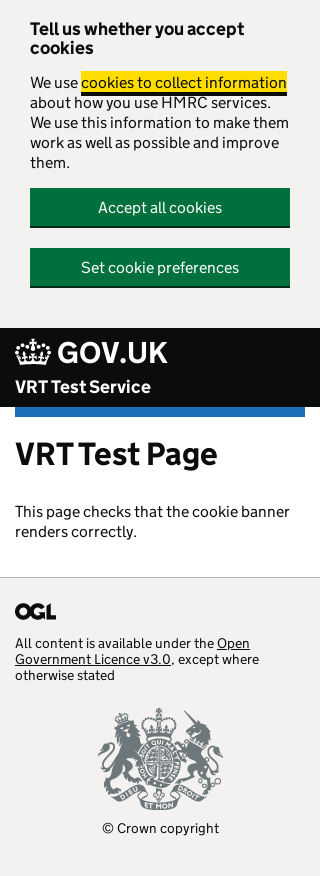 Tell us whether you accept
cookies
We use cookies to collect information
about how you use HMRC services.
We use this information to make them
work as well as possible and improve
them.
Accept all cookies
Set cookie preferences
GOV.UK
VRT Test Service
VRT Test Page
This page checks that the cookie banner
renders correctly.
OGL
All content is available under the Open
Government Licence v3.0, except where
otherwise stated
DIEU ET MON DROIT
© Crown copyright